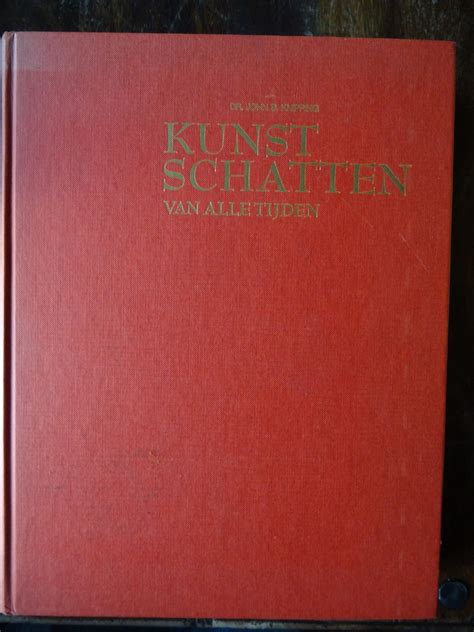 DR. JOHN B. KNIPPING
KUNST
SCHATTEN
VAN ALLE TIJDEN